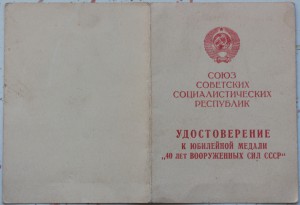 СОЮЗ
СОВЕТСКИХ
СОЦИАЛИСТИЧЕСКИХ
РЕСПУБЛИК
УДОСТОВЕРЕНИЕ
К ЮБИЛЕЙНОЙ МЕДАЛИ
„40 ЛЕТ ВООРУЖЕННЫХ СИЛ СССР"